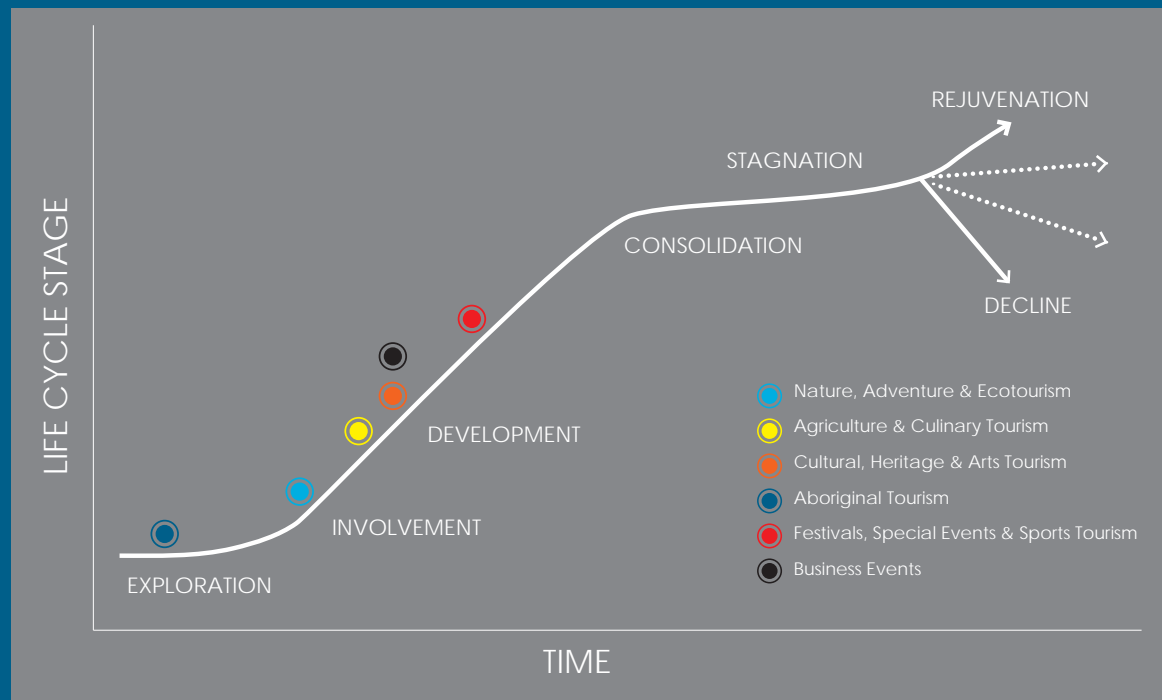 REJUVENATION
STAGNATION
CONSOLIDATION
DECLINE
DEVELOPMENT
INVOLVEMENT
EXPLORATION
LIFE CYCLE STAGE
TIME
Nature, Adventure & Ecotourism
Agriculture & Culinary Tourism
Cultural, Heritage & Arts Tourism
Aboriginal Tourism
Festivals, Special Events & Sports Tourism
Business Events